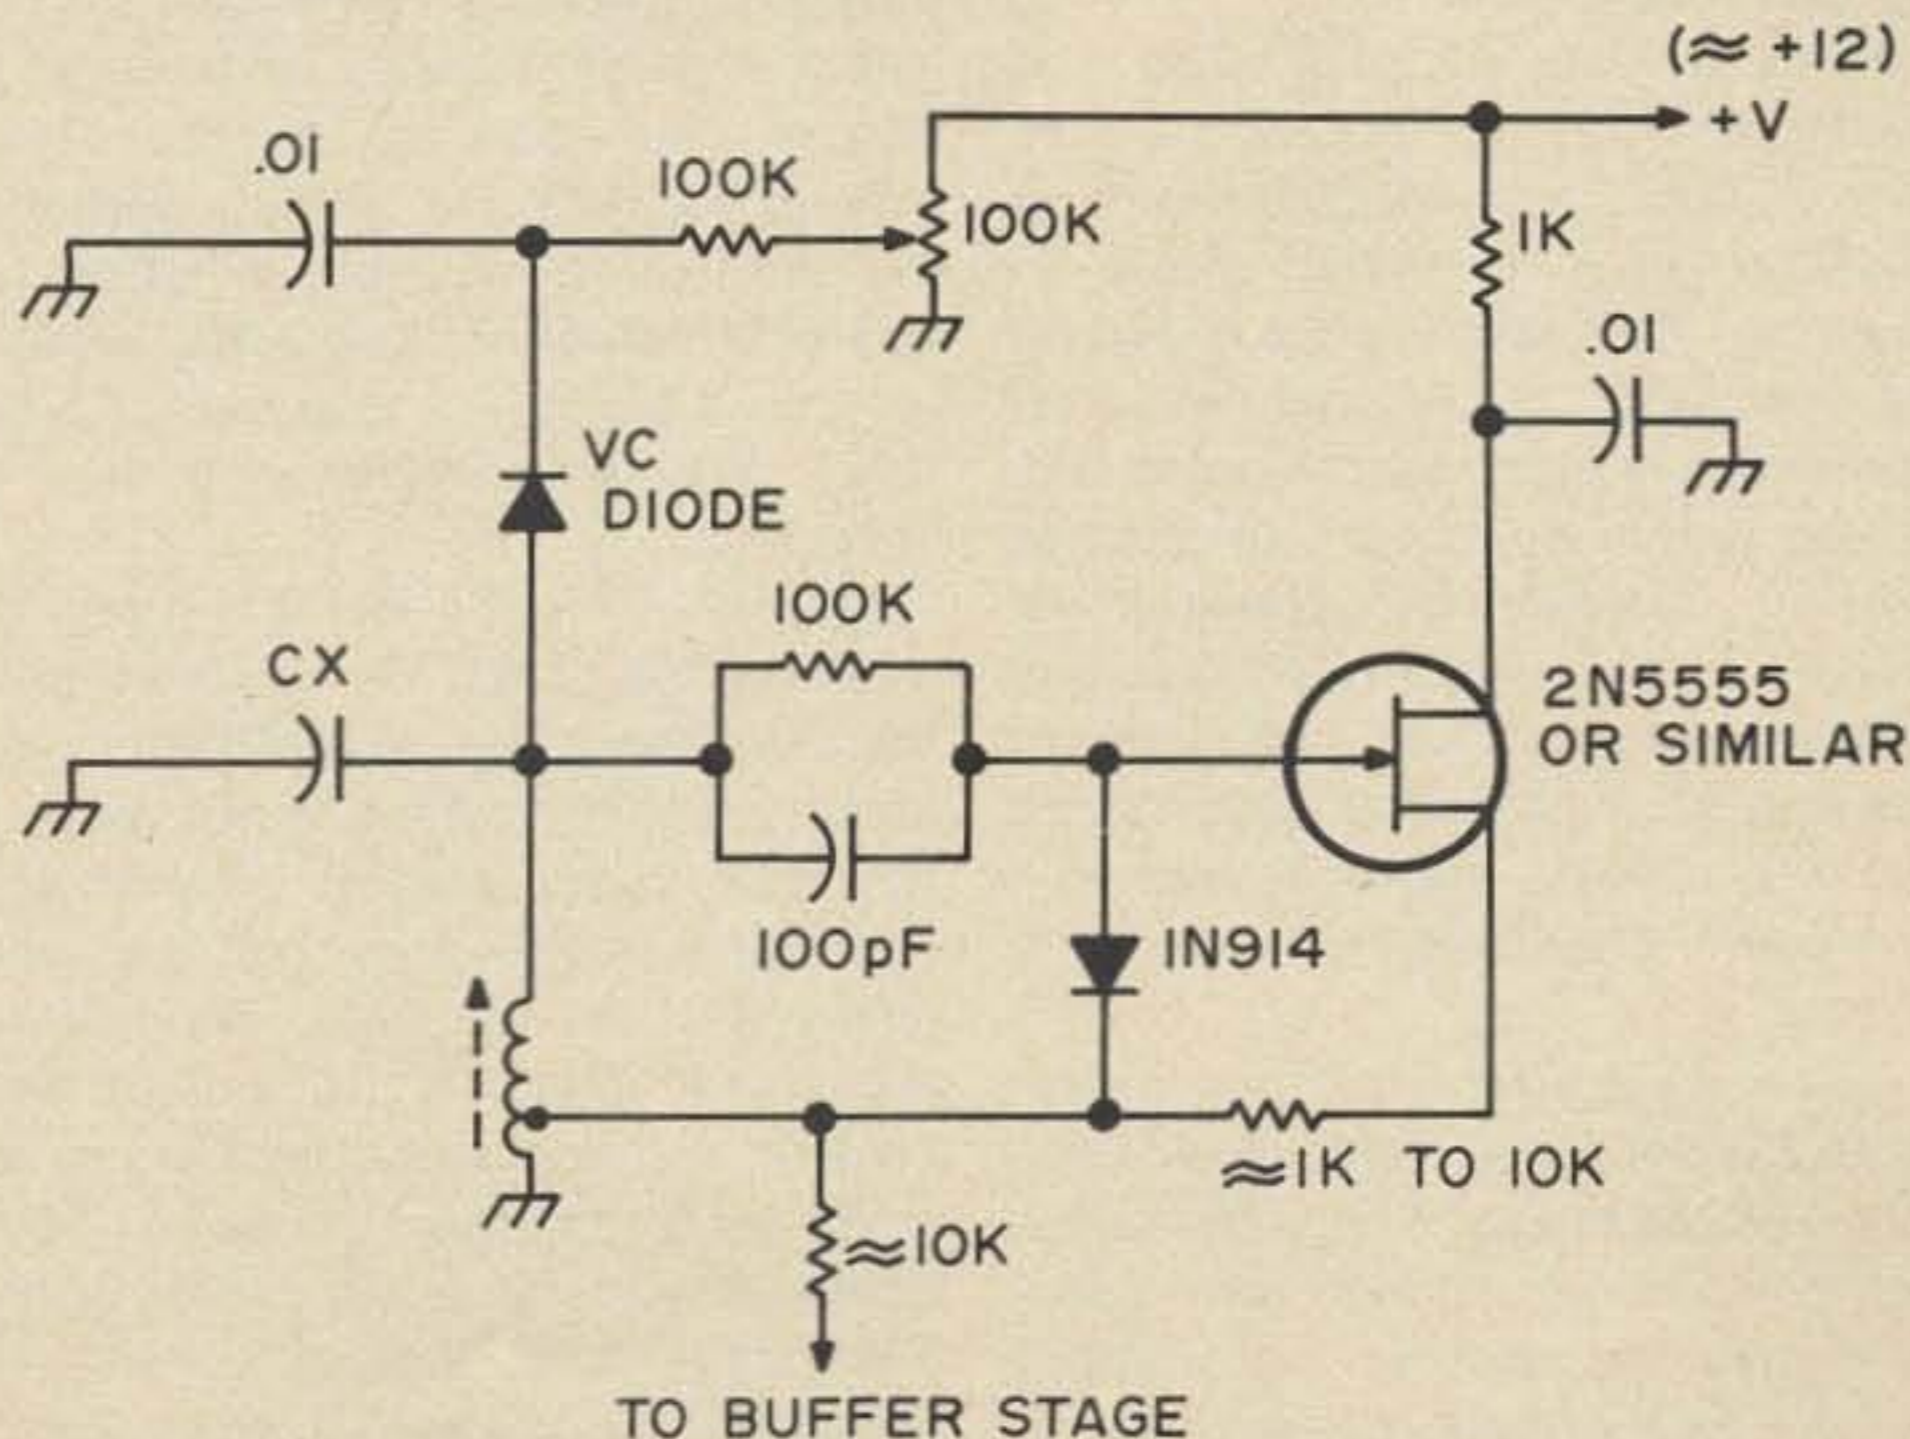 (≈ +12)
+V
.01
100K
100K
1K
.01
VC
DIODE
100K
CX
2N5555
OR SIMILAR
100pF
1N914
≈1K TO 10K
≈10K
TO BUFFER STAGE